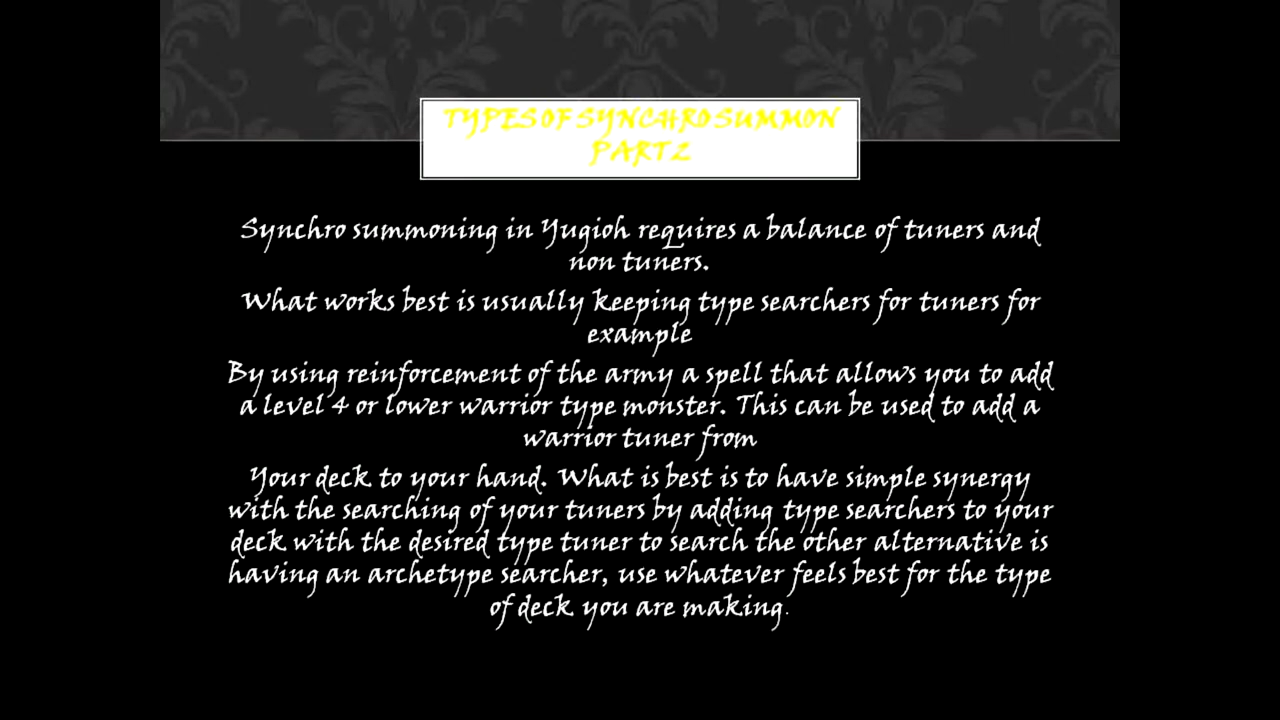 TYPES OF SYNCHRO SUMMON
PART 2
Synchro summoning in Yugioh requires a balance of tuners and
non tuners.
What works best is usually keeping type searchers for tuners for
example
By using reinforcement of the army a spell that allows you to add
a level 4 or lower warrior type monster. This can be used to add a
warrior tuner from
Your deck to your hand. What is best is to have simple synergy
with the searching of your tuners by adding type searchers to your
deck with the desired type tuner to search the other alternative is
having an archetype searcher, use whatever feels best for the type
of deck you are making.